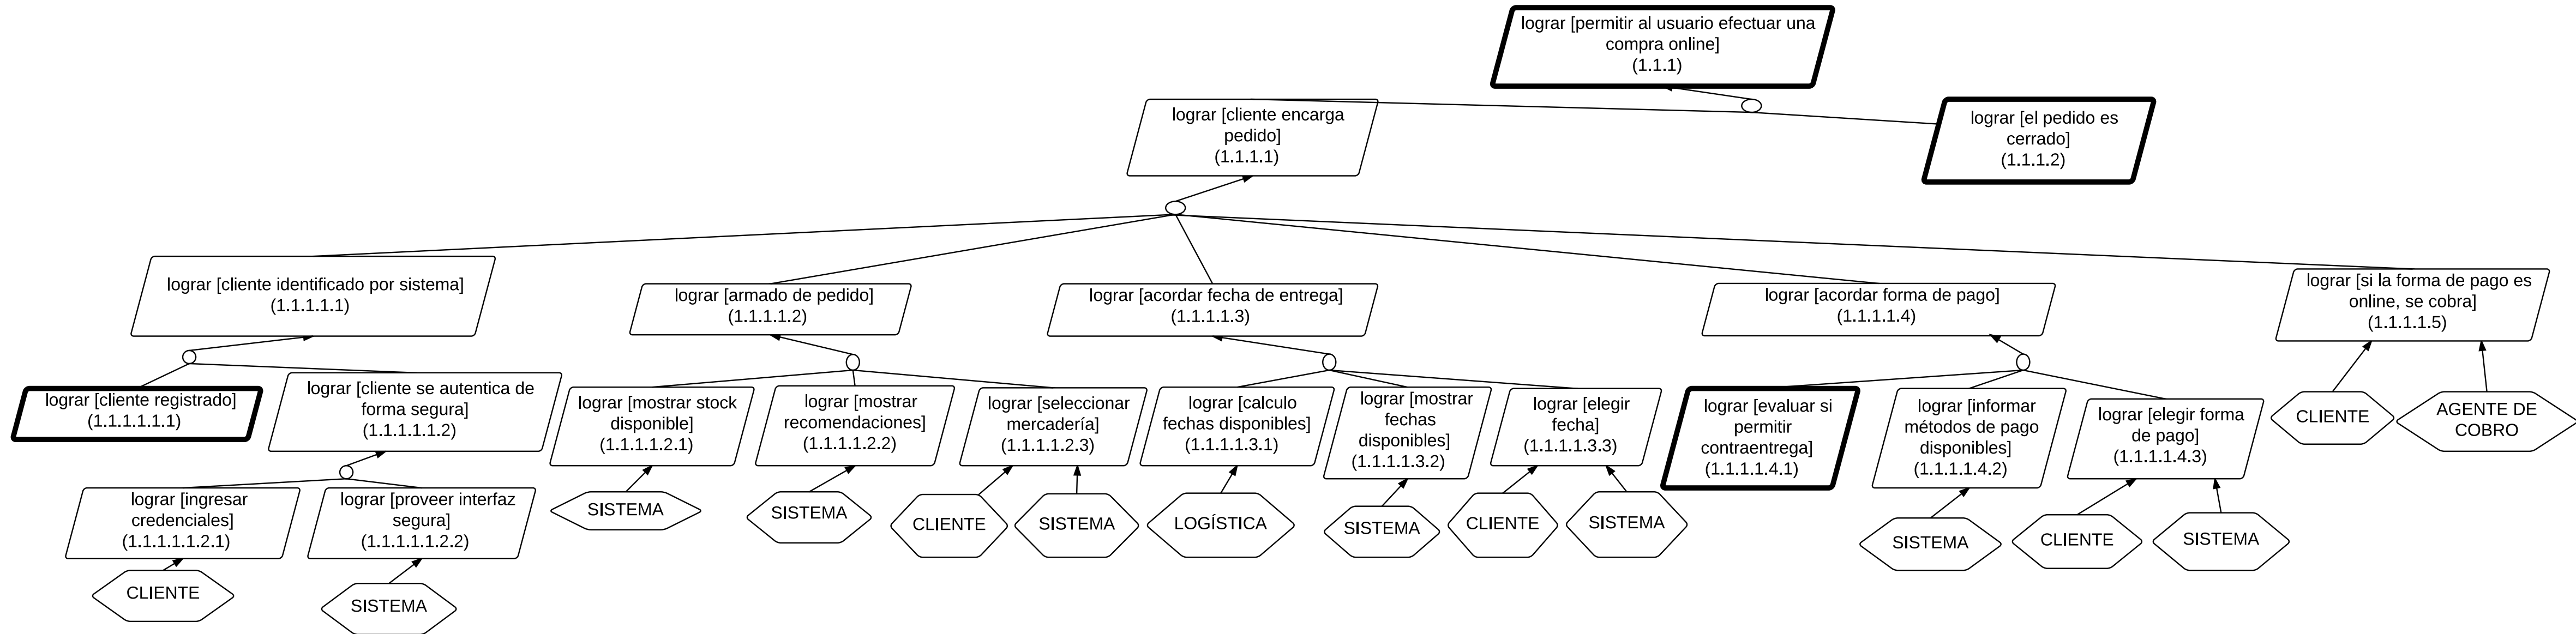 lograr [permitir al usuario efectuar una
compra online]
(1.1.1)
lograr [cliente encarga
pedido]
(1.1.1.1)
lograr [el pedido es
cerrado]
(1.1.1.2)
lograr [cliente identificado por sistema]
(1.1.1.1.1)
lograr [armado de pedido]
(1.1.1.1.2)
lograr [acordar fecha de entrega]
(1.1.1.1.3)
lograr [acordar forma de pago]
(1.1.1.1.4)
lograr [si la forma de pago es
online, se cobra]
(1.1.1.1.5)
lograr [cliente registrado]
(1.1.1.1.1.1)
lograr [cliente se autentica de
forma segura]
(1.1.1.1.1.2)
lograr [mostrar stock
disponible]
(1.1.1.1.2.1)
lograr [mostrar
recomendaciones]
(1.1.1.1.2.2)
lograr [seleccionar
mercadería]
(1.1.1.1.2.3)
lograr [calculo
fechas disponibles]
(1.1.1.1.3.1)
lograr [mostrar
fechas
disponibles]
(1.1.1.1.3.2)
lograr [elegir
fecha]
(1.1.1.1.3.3)
lograr [evaluar si
permitir
contraentrega]
(1.1.1.1.4.1)
lograr [informar
métodos de pago
disponibles]
(1.1.1.1.4.2)
lograr [elegir forma
de pago]
(1.1.1.1.4.3)
CLIENTE
AGENTE DE
COBRO
lograr [ingresar
credenciales]
(1.1.1.1.1.2.1)
lograr [proveer interfaz
segura]
(1.1.1.1.1.2.2)
SISTEMA
SISTEMA
CLIENTE
SISTEMA
LOGÍSTICA
SISTEMA
CLIENTE
SISTEMA
SISTEMA
CLIENTE
SISTEMA
CLIENTE
SISTEMA